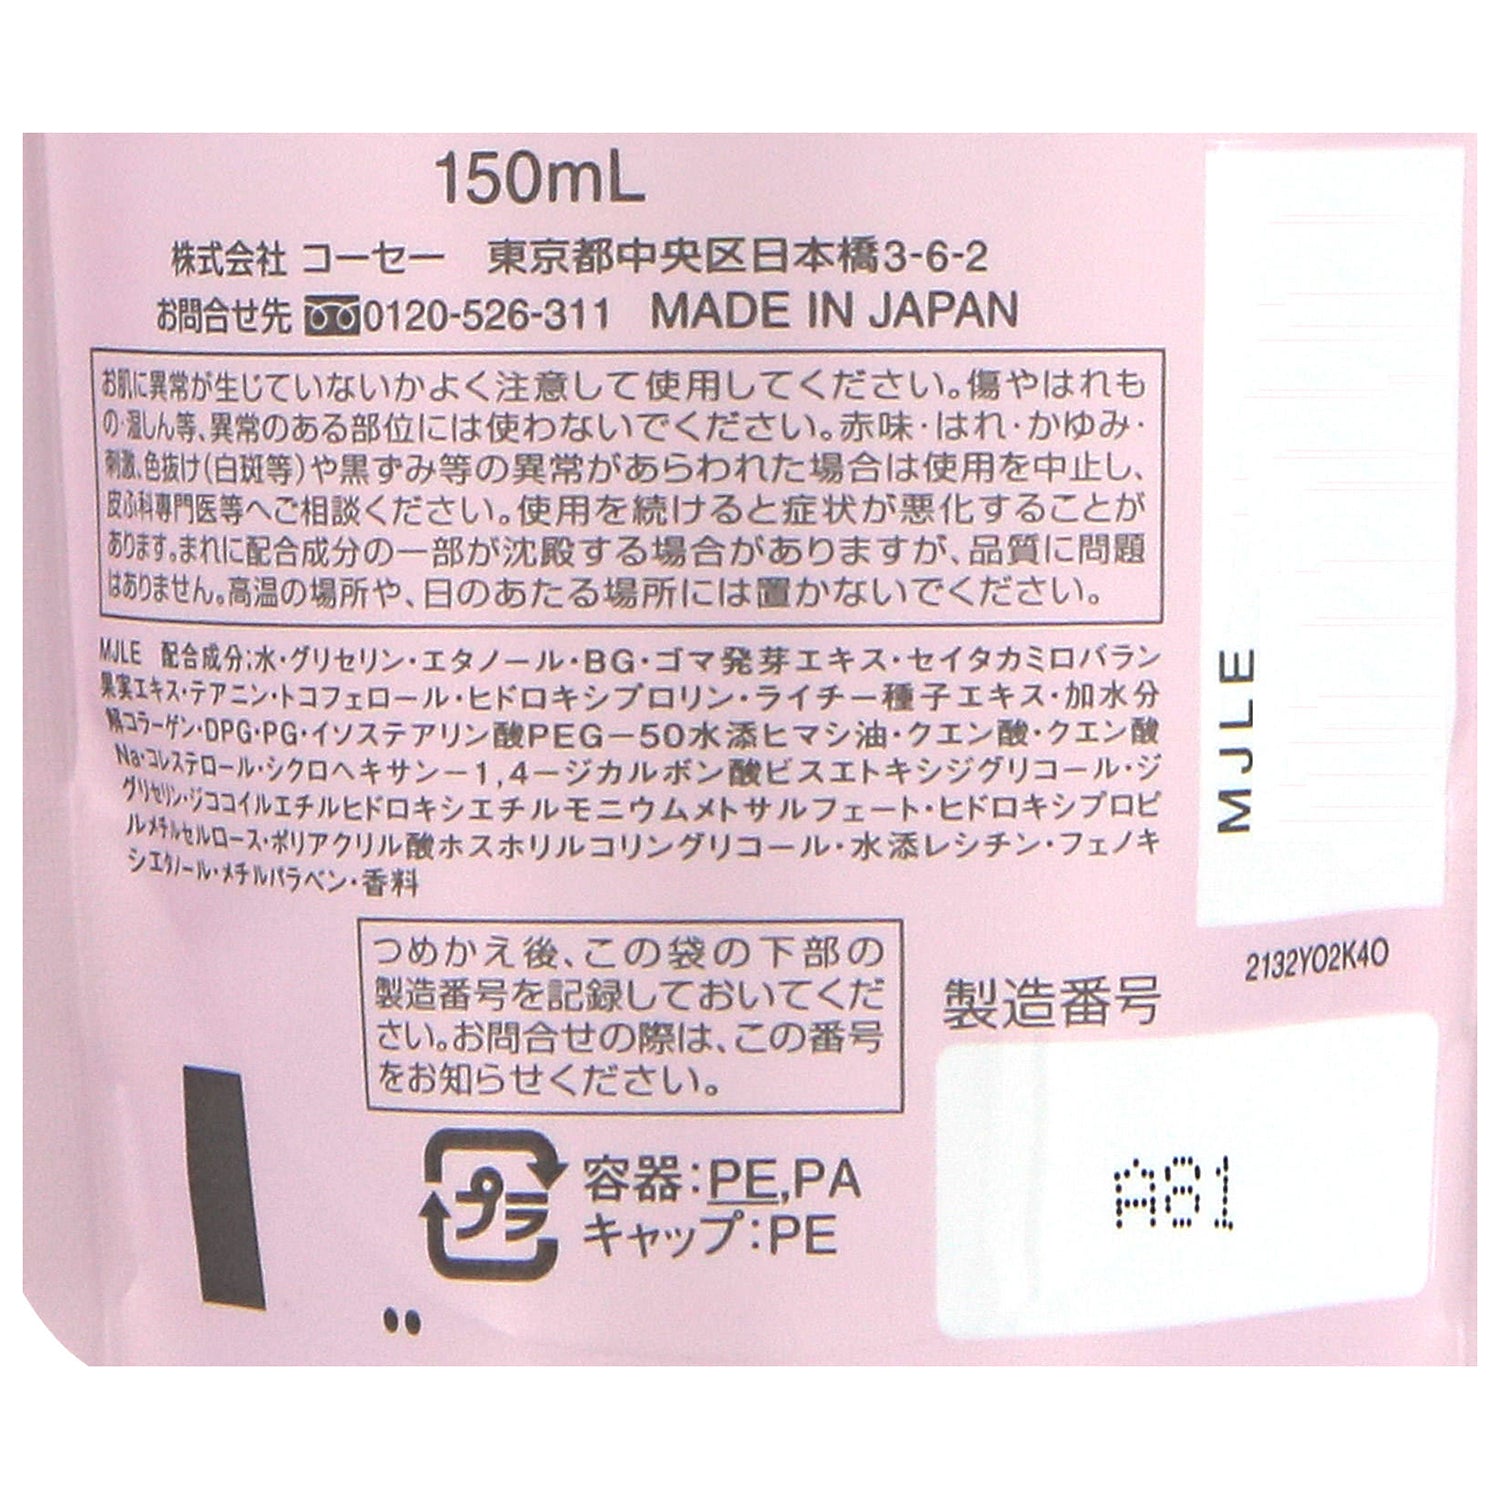 150mL
株式会社 コーセー 東京都中央区日本橋3-6-2
お問合せ先 0120-526-311 MADE IN JAPAN
お肌に異常が生じていないかよく注意して使用してください。傷やはれも
の・湿しん等、異常のある部位には使わないでください。赤味・はれ・かゆみ・
刺激、色抜け(白斑等)や黒ずみ等の異常があらわれた場合は使用を中止し、
皮ふ科専門医等へご相談ください。使用を続けると症状が悪化することが
あります。まれに配合成分の一部が沈殿する場合がありますが、品質に問題
はありません。高温の場所や、日のあたる場所には置かないでください。
MJLE 配合成分;水・グリセリン・エタノール・BG・ゴマ発芽エキス・セイタカミロバラン
果実エキス・テアニン・トコフェロール・ヒドロキシプロリン・ライチー種子エキス・加水分
解コラーゲン・DPG・PG・イソステアリン酸PEG－50水添ヒマシ油・クエン酸・クエン酸
Na・コレステロール・シクロヘキサン－1,4－ジカルボン酸ビスエトキシジグリコール・ジ
グリセリン・ジココイルエチルヒドロキシエチルモニウムメトサルフェート・ヒドロキシプロピ
ルメチルセルロース・ポリアクリル酸ホスホリルコリングリコール・水添レシチン・フェノキ
シエタノール・メチルパラベン・香料
MJLE
2132Y02K40
つめかえ後、この袋の下部の
製造番号を記録しておいてくだ
さい。お問合せの際は、この番号
をお知らせください。
製造番号
A81
プラ
容器:PE,PA
キャップ:PE